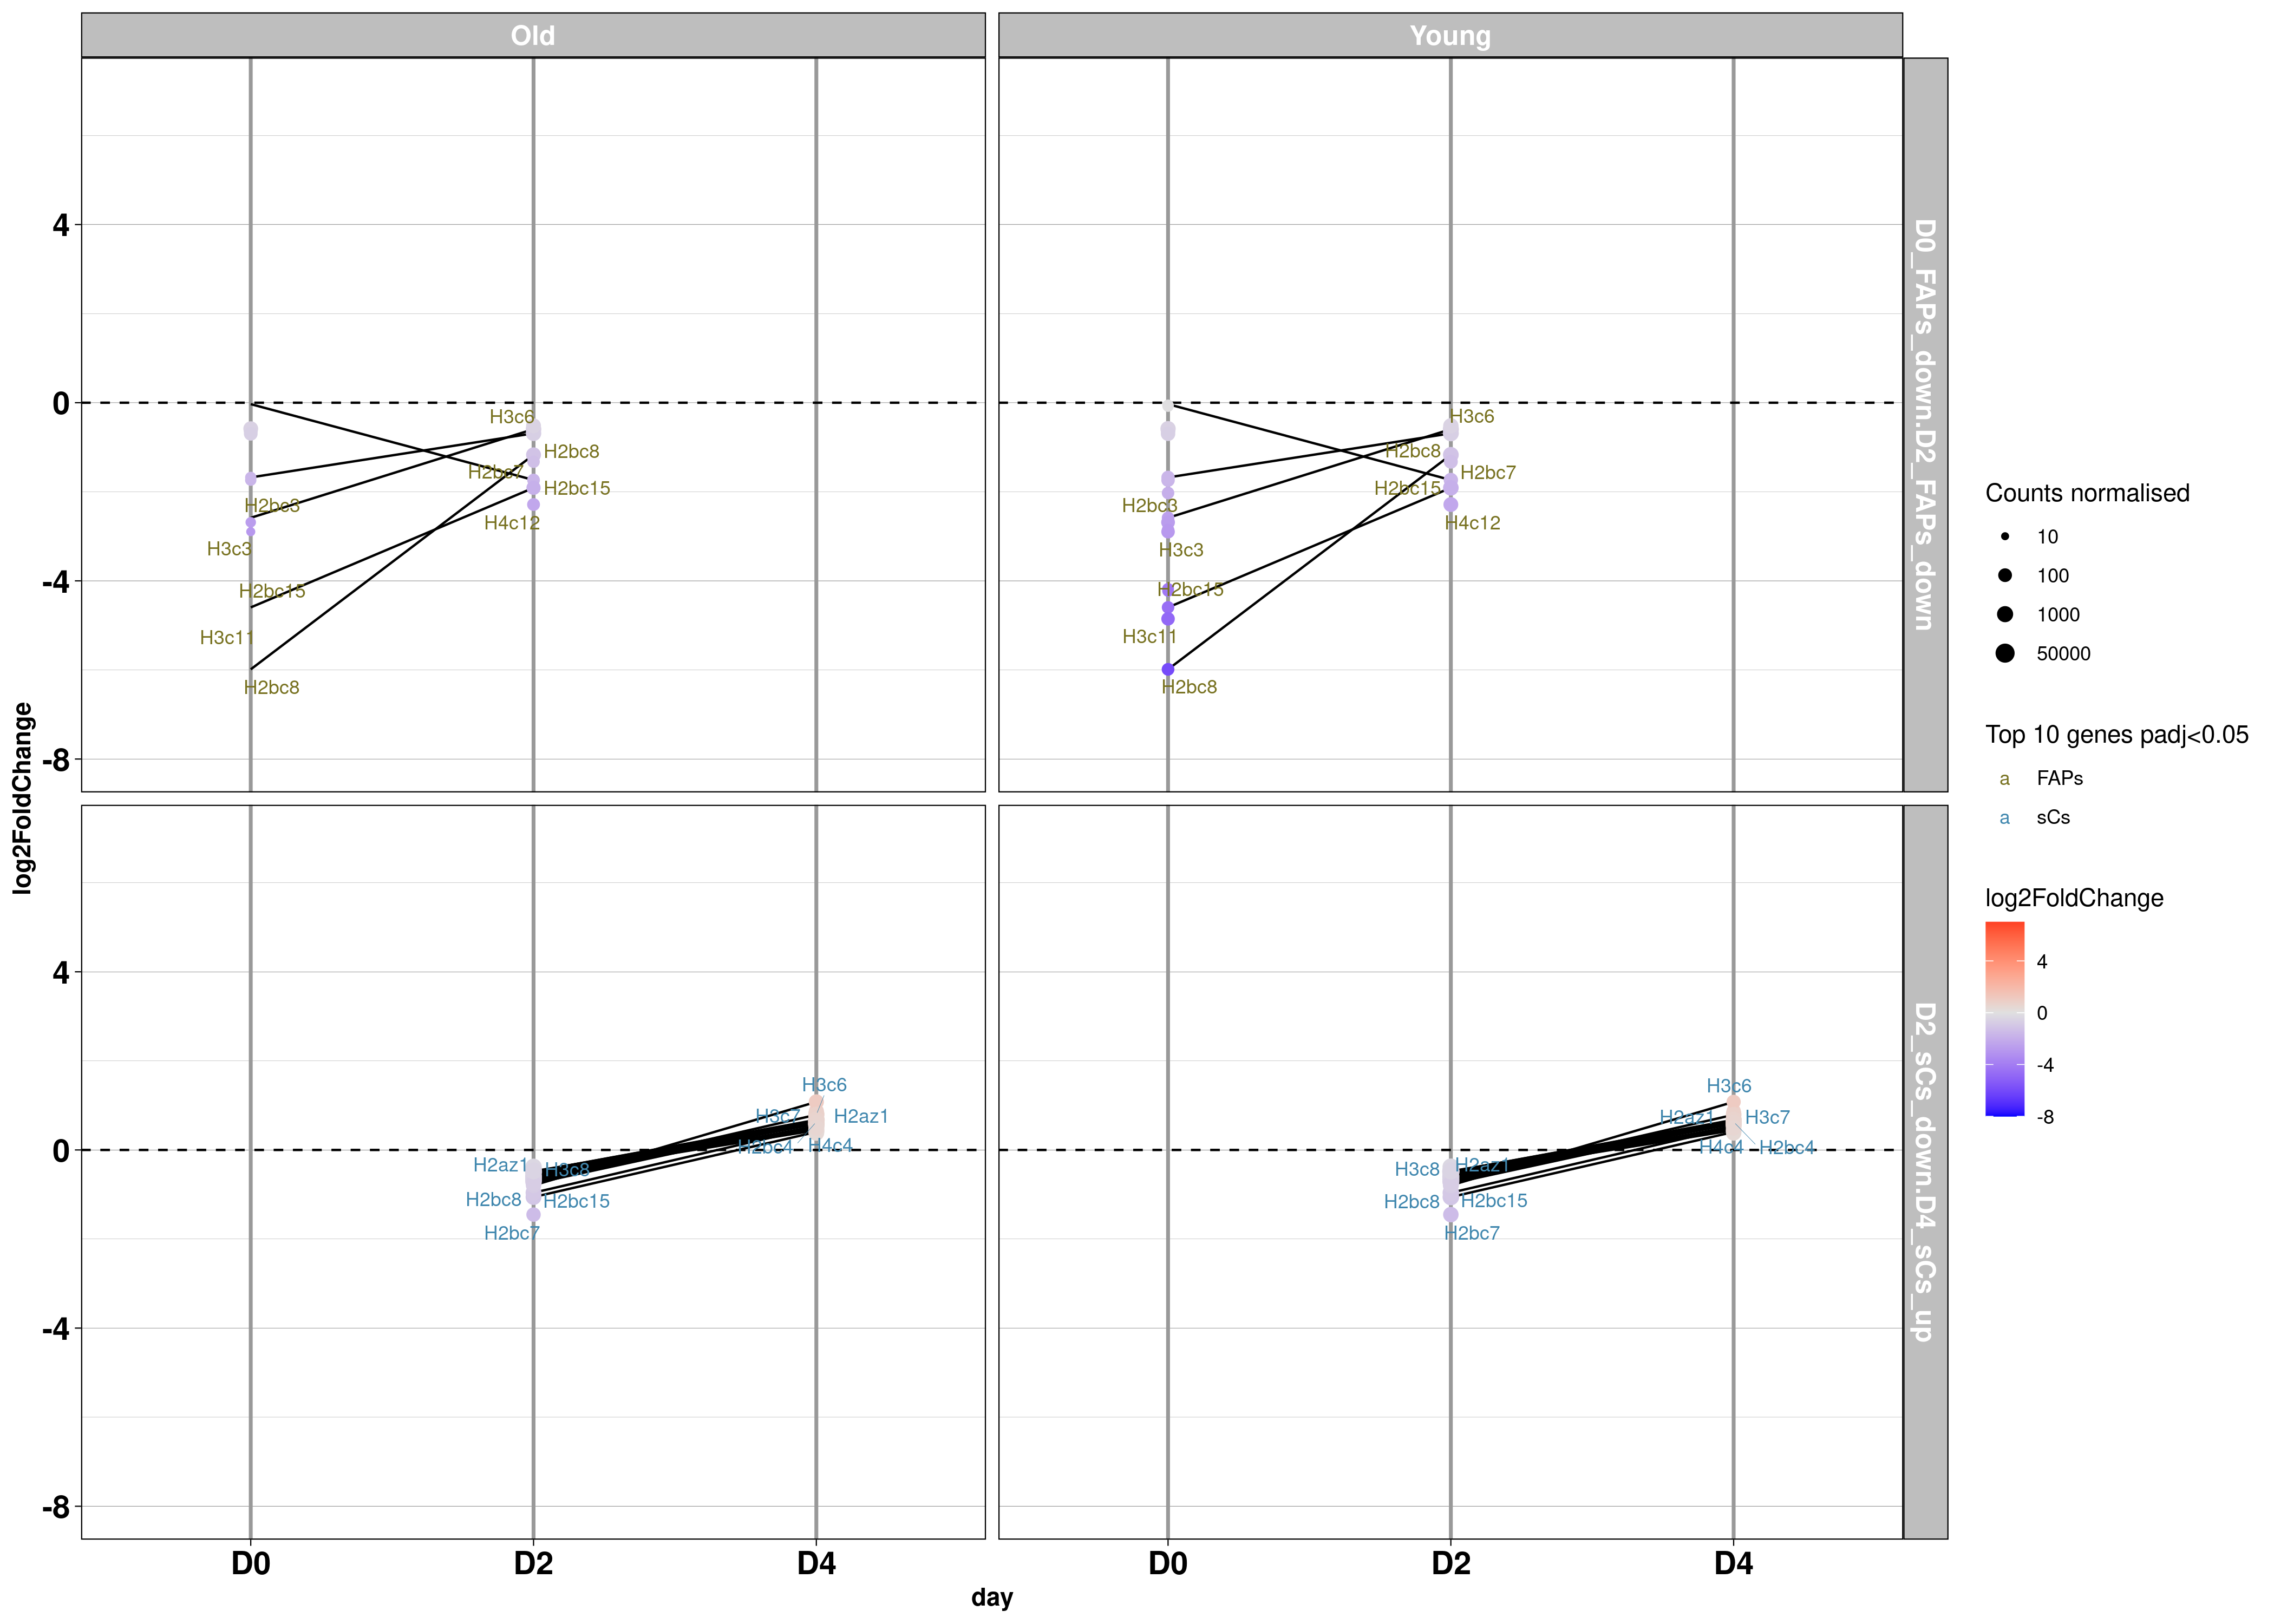 Old
Young
4
0
-4
-8
H3c6
H2bc8
H2bc7
H2bc15
H4c12
H2bc3
H3c3
H2bc15
H3c11
H2bc8
H3c6
H2bc8
H2bc7
H2bc15
H4c12
H2bc3
H3c3
H2bc15
H3c11
H2bc8
D0_FAPs_down.D2_FAPs_down
log2FoldChange
4
0
-4
-8
H3c6
H3c7
H2az1
H2bc4
H4c4
H2az1
H3c8
H2bc8
H2bc15
H2bc7
H3c6
H2az1
H3c7
H4c4
H2bc4
H3c8
H2az1
H2bc8
H2bc15
H2bc7
D2_sCs_down.D4_sCs_up
D0
D2
D4
D0
D2
D4
day
Counts normalised
10
100
1000
50000
Top 10 genes padj<0.05
a FAPs
a sCs
log2FoldChange
4
0
-4
-8